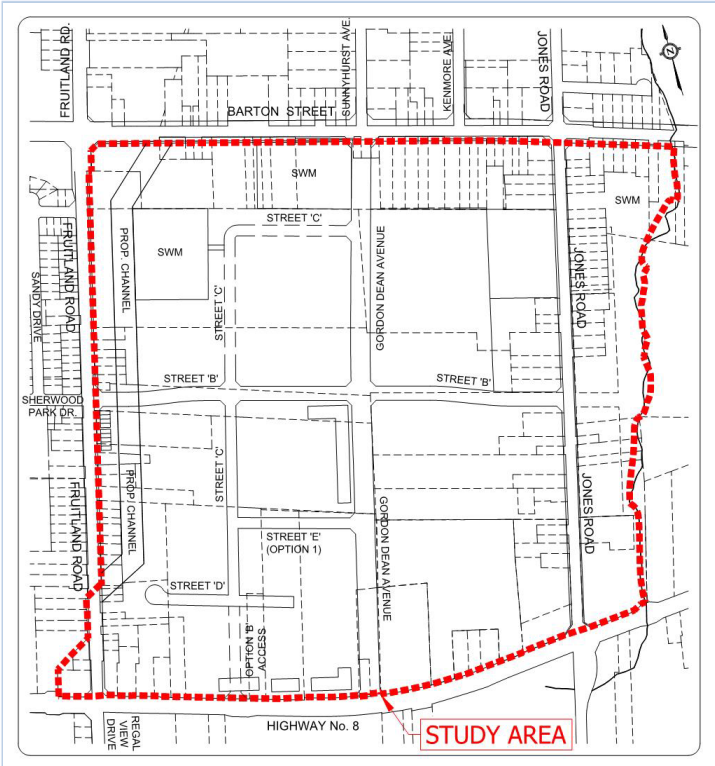 FRUITLAND RD.
SUNNYHURST AVE.
KENMORE AVE.
JONES ROAD
N
BARTON STREET
SWM
SWM
STREET 'C'
SWM
FRUITLAND ROAD
PROP. CHANNEL
GORDON DEAN AVENUE
JONES ROAD
SANDY DRIVE
STREET 'C'
STREET 'B'
STREET 'B'
SHERWOOD
PARK DR.
FRUITLAND ROAD
PROP. CHANNEL
STREET 'C'
GORDON DEAN AVENUE
JONES ROAD
STREET 'E'
(OPTION 1)
STREET 'D'
OPTION 'B'
ACCESS
REGAL
VIEW
DRIVE
HIGHWAY No. 8
STUDY AREA